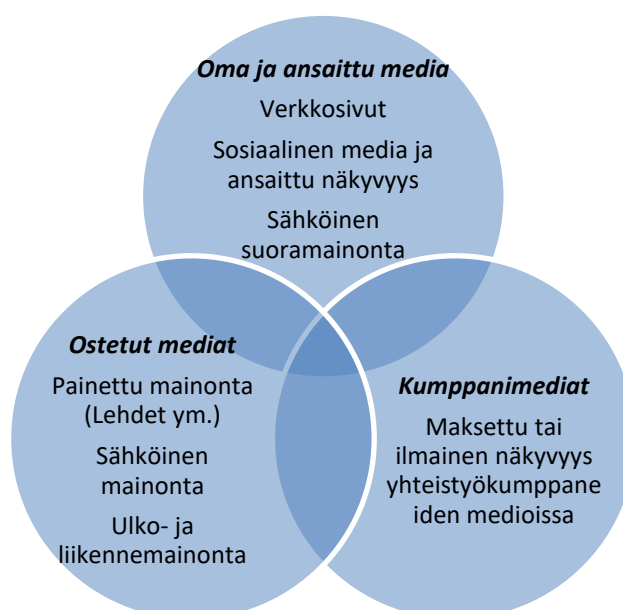 Oma ja ansaittu media
Verkkosivut
Sosiaalinen media ja
ansaittu näkyvyys
Sähköinen
suoramainonta
Ostetut mediat
Painettu mainonta
(Lehdet ym.)
Sähköinen
mainonta
Ulko- ja
liikennemainonta
Kumppanimediat
Maksettu tai
ilmainen näkyvyys
yhteistyökumppane
iden medioissa